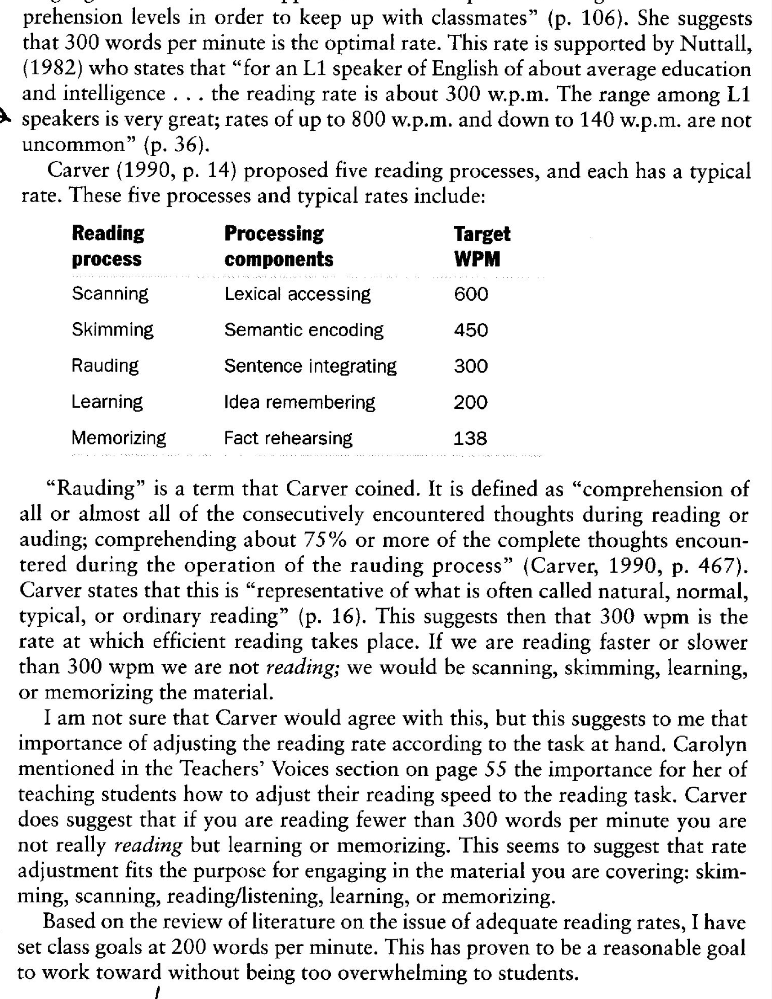 prehension levels in order to keep up with classmates” (p. 106). She suggests
that 300 words per minute is the optimal rate. This rate is supported by Nuttall,
(1982) who states that “for an L1 speaker of English of about average education
and intelligence . . . the reading rate is about 300 w.p.m. The range among L1
speakers is very great; rates of up to 800 w.p.m. and down to 140 w.p.m. are not
uncommon” (p. 36).
Carver (1990, p. 14) proposed five reading processes, and each has a typical
rate. These five processes and typical rates include:
Reading Processing Target
process components WPM
Scanning Lexical accessing 600
Skimming Semantic encoding 450
Rauding Sentence integrating 300
Learning Idea remembering 200
Memorizing Fact rehearsing 138
“Rauding” is a term that Carver coined. It is defined as “comprehension of
all or almost all of the consecutively encountered thoughts during reading or
auding; comprehending about 75% or more of the complete thoughts encoun-
tered during the operation of the rauding process” (Carver, 1990, p. 467).
Carver states that this is “representative of what is often called natural, normal,
typical, or ordinary reading” (p. 16). This suggests then that 300 wpm is the
rate at which efficient reading takes place. If we are reading faster or slower
than 300 wpm we are not reading; we would be scanning, skimming, learning,
or memorizing the material.
I am not sure that Carver would agree with this, but this suggests to me that
importance of adjusting the reading rate according to the task at hand. Carolyn
mentioned in the Teachers’ Voices section on page 55 the importance for her of
teaching students how to adjust their reading speed to the reading task. Carver
does suggest that if you are reading fewer than 300 words per minute you are
not really reading but learning or memorizing. This seems to suggest that rate
adjustment fits the purpose for engaging in the material you are covering: skim-
ming, scanning, reading/listening, learning, or memorizing.
Based on the review of literature on the issue of adequate reading rates, I have
set class goals at 200 words per minute. This has proven to be a reasonable goal
to work toward without being too overwhelming to students.